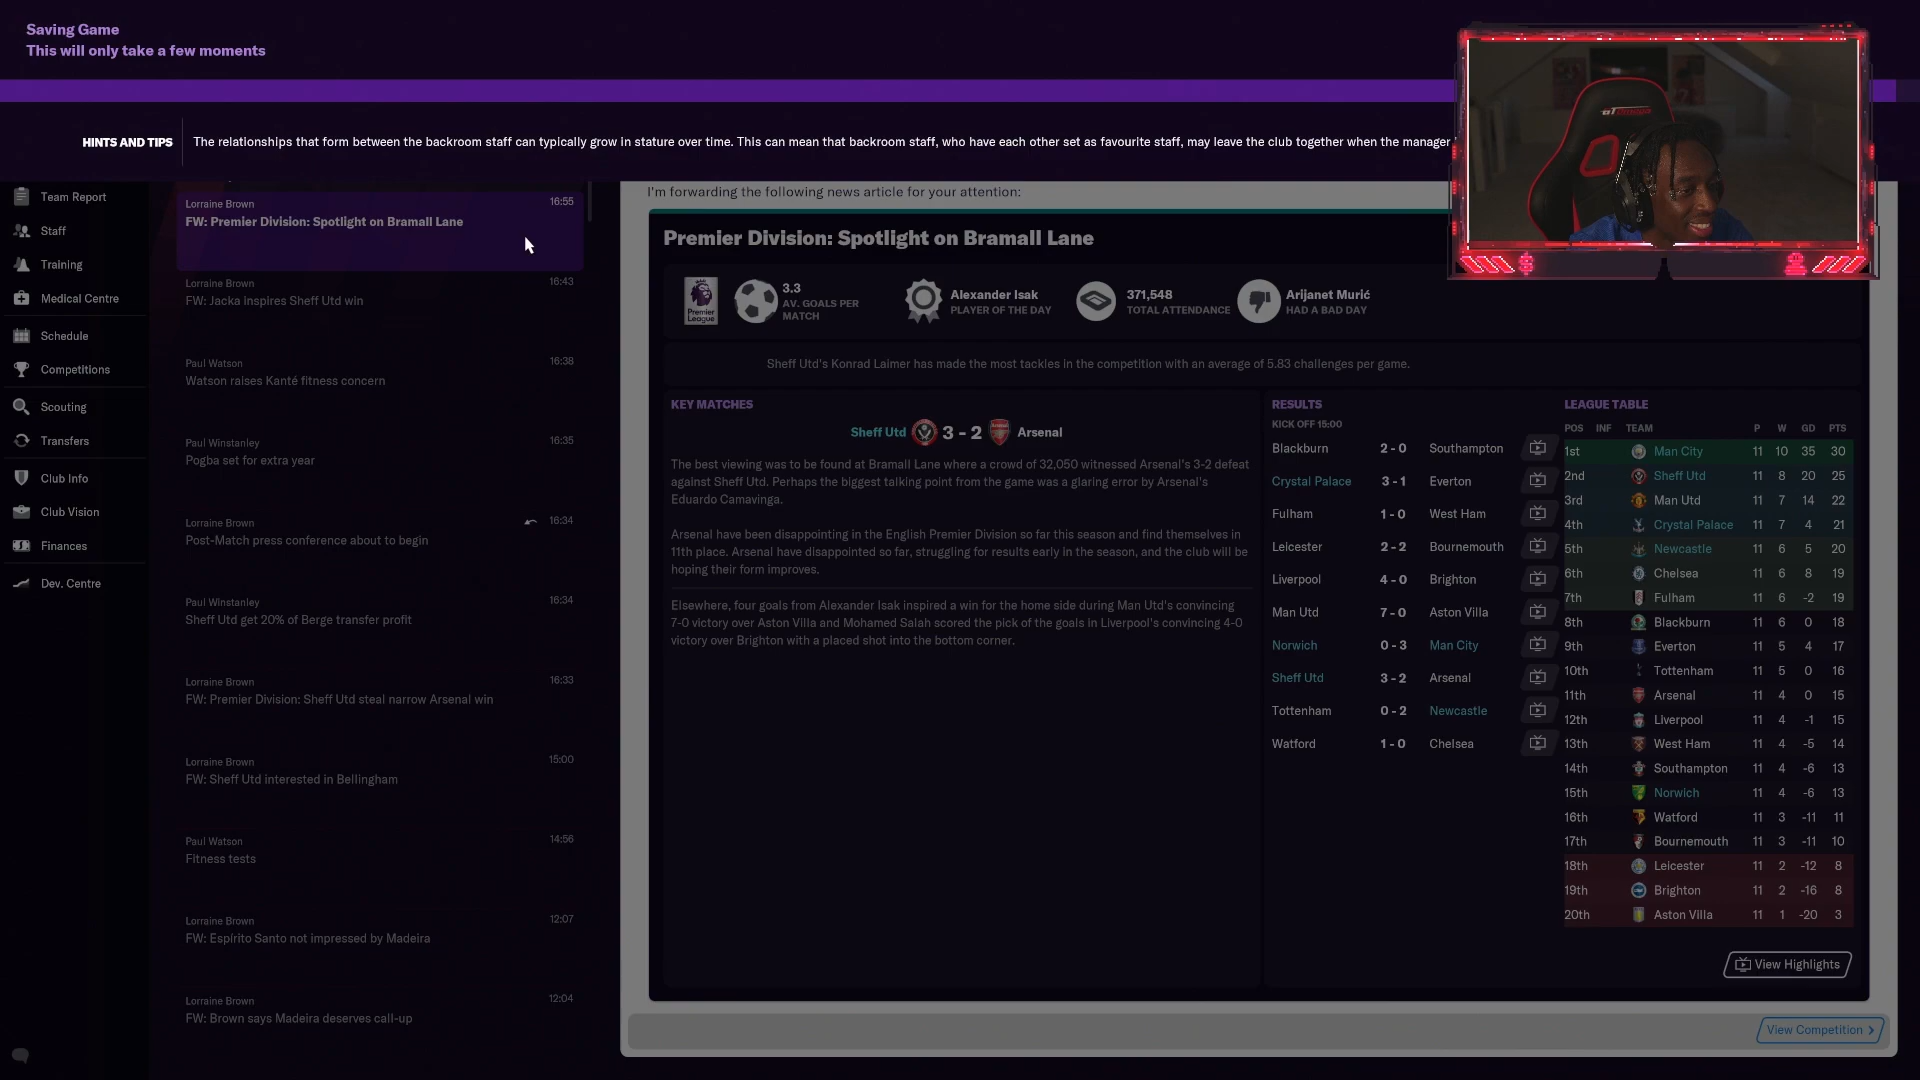 Saving Game
This will only take a few moments
HINTS AND TIPS
The relationships that form between the backroom staff can typically grow in stature over time. This can mean that backroom staff, who have each other set as favourite staff, may leave the club together when the manager
Team Report
Staff
Training
Medical Centre
Schedule
Competitions
Scouting
Transfers
Club Info
Club Vision
Finances
Dev. Centre
Lorraine Brown 16:55
FW: Premier Division: Spotlight on Bramall Lane
Lorraine Brown 16:43
FW: Jacka inspires Sheff Utd win
Paul Watson 16:38
Watson raises Kanté fitness concern
Paul Winstanley 16:35
Pogba set for extra year
Lorraine Brown 16:34
Post-Match press conference about to begin
Paul Winstanley 16:34
Sheff Utd get 20% of Berge transfer profit
Lorraine Brown 16:33
FW: Premier Division: Sheff Utd steal narrow Arsenal win
Lorraine Brown 15:00
FW: Sheff Utd interested in Bellingham
Paul Watson 14:56
Fitness tests
Lorraine Brown 12:07
FW: Espírito Santo not impressed by Madeira
Lorraine Brown 12:04
FW: Brown says Madeira deserves call-up
I'm forwarding the following news article for your attention:
Premier Division: Spotlight on Bramall Lane
Premier League
3.3
AV. GOALS PER
MATCH
Alexander Isak
PLAYER OF THE DAY
371,548
TOTAL ATTENDANCE
Arijanet Murić
HAD A BAD DAY
Sheff Utd's Konrad Laimer has made the most tackles in the competition with an average of 5.83 challenges per game.
KEY MATCHES
Sheff Utd 3 - 2 Arsenal
The best viewing was to be found at Bramall Lane where a crowd of 32,050 witnessed Arsenal's 3-2 defeat
against Sheff Utd. Perhaps the biggest talking point from the game was a glaring error by Arsenal's
Eduardo Camavinga.
Arsenal have been disappointing in the English Premier Division so far this season and find themselves in
11th place. Arsenal have disappointed so far, struggling for results early in the season, and the club will be
hoping their form improves.
Elsewhere, four goals from Alexander Isak inspired a win for the home side during Man Utd's convincing
7-0 victory over Aston Villa and Mohamed Salah scored the pick of the goals in Liverpool's convincing 4-0
victory over Brighton with a placed shot into the bottom corner.
RESULTS
KICK OFF 15:00
Blackburn 2 - 0 Southampton
Crystal Palace 3 - 1 Everton
Fulham 1 - 0 West Ham
Leicester 2 - 2 Bournemouth
Liverpool 4 - 0 Brighton
Man Utd 7 - 0 Aston Villa
Norwich 0 - 3 Man City
Sheff Utd 3 - 2 Arsenal
Tottenham 0 - 2 Newcastle
Watford 1 - 0 Chelsea
LEAGUE TABLE
POS INF TEAM P W GD PTS
1st Man City 11 10 35 30
2nd Sheff Utd 11 8 20 25
3rd Man Utd 11 7 14 22
4th Crystal Palace 11 7 4 21
5th Newcastle 11 6 5 20
6th Chelsea 11 6 8 19
7th Fulham 11 6 -2 19
8th Blackburn 11 6 0 18
9th Everton 11 5 4 17
10th Tottenham 11 5 0 16
11th Arsenal 11 4 0 15
12th Liverpool 11 4 -1 15
13th West Ham 11 4 -5 14
14th Southampton 11 4 -6 13
15th Norwich 11 4 -6 13
16th Watford 11 3 -11 11
17th Bournemouth 11 3 -11 10
18th Leicester 11 2 -12 8
19th Brighton 11 2 -16 8
20th Aston Villa 11 1 -20 3
View Highlights
View Competition